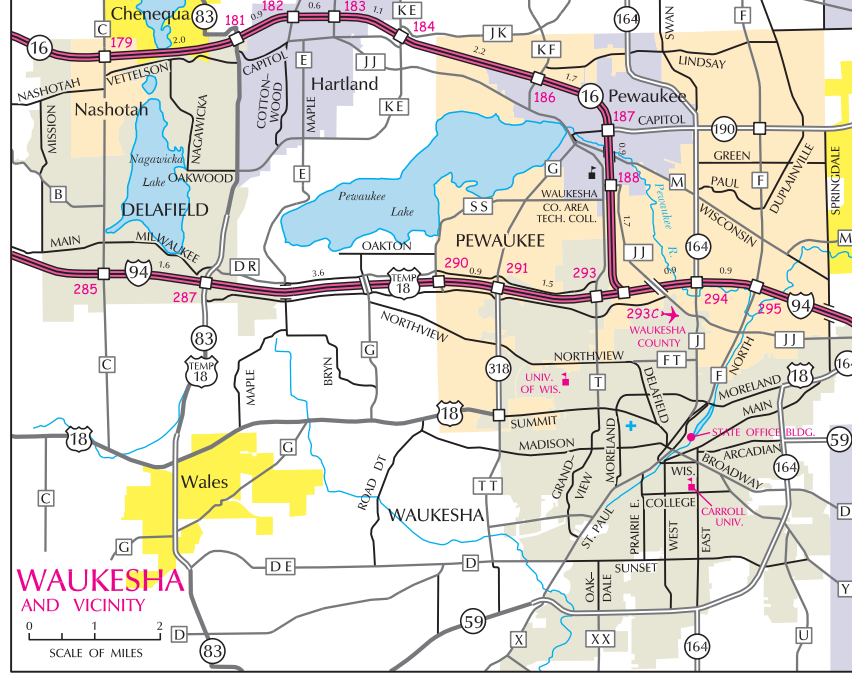 Chenequa
83
181
0.9
182
0.6
183
1.1
KE
184
164
SWAN
F
C
16
179
2.0
E
JK
KF
JJ
2.2
LINDSAY
NASHOTAH
VETTELSON
CAPITOL
COTTON–
WOOD
Hartland
KE
1.7
186
16
Pewaukee
187
CAPITOL
190
Nashotah
MISSION
NAGAWICKA
MAPLE
0.9
GREEN
DUPLAINVILLE
SPRINGDALE
Nagawicka
Lake
OAKWOOD
E
G
188
M
PAUL
F
B
DELAFIELD
Pewaukee
Lake
SS
WAUKESHA
CO. AREA
TECH. COLL.
Pewaukee R.
WISCONSIN
M
MAIN
MILWAUKEE
OAKTON
PEWAUKEE
1.7
JJ
164
94
1.6
DR
3.6
TEMP
18
290
0.9
291
1.5
293
0.9
0.9
285
287
293C
294
295
94
WAUKESHA
COUNTY
NORTHVIEW
83
TEMP
18
C
G
318
NORTHVIEW
FT
J
JJ
NORTH
164
MAPLE
BRYN
UNIV.
OF WIS.
T
DELAFIELD
F
MORELAND
18
MAIN
18
18
SUMMIT
MADISON
MORELAND
STATE OFFICE BLDG.
59
ARCADIAN
BROADWAY
164
G
Wales
ROAD DT
TT
GRAND–
VIEW
WIS.
C
WAUKESHA
ST. PAUL
PRAIRIE E.
COLLEGE
WEST
EAST
CARROLL
UNIV.
D
G
DE
D
SUNSET
WAUKESHA
AND VICINITY
OAK–
DALE
Y
0 1 2
SCALE OF MILES
D
83
59
X
XX
164
U